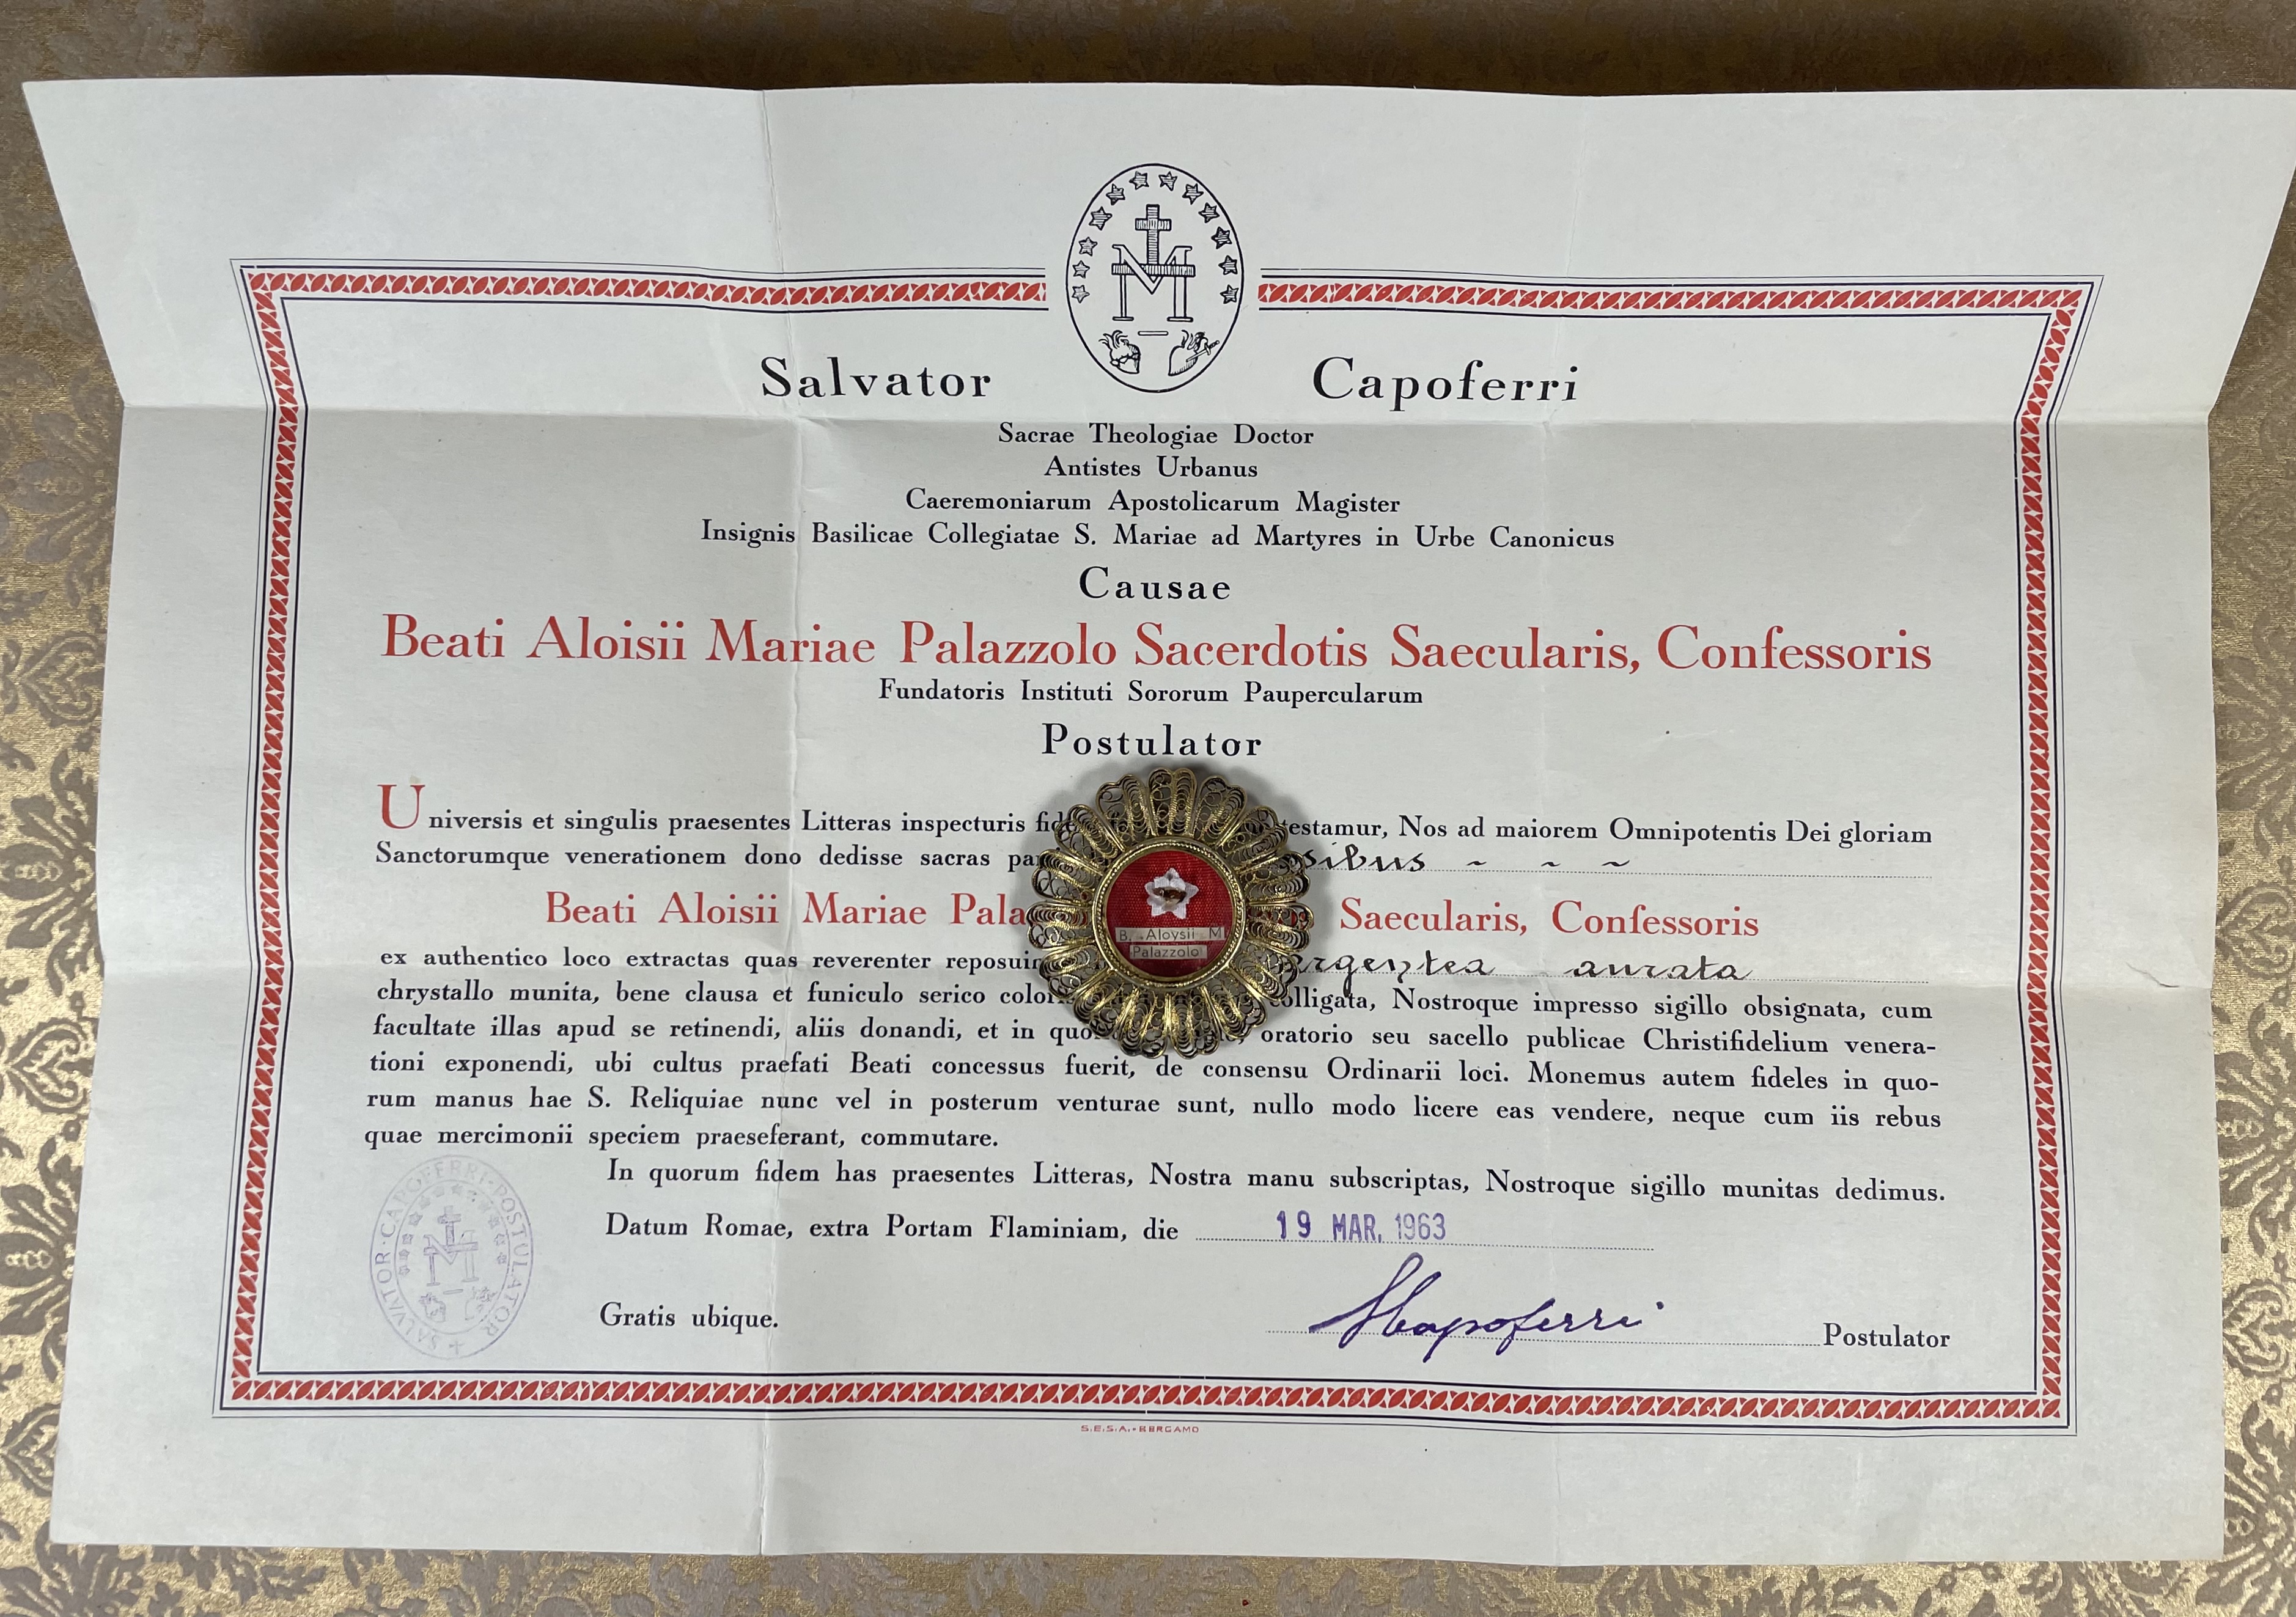 Salvator Capoferri
Sacrae Theologiae Doctor
Antistes Urbanus
Caeremoniarum Apostolicarum Magister
Insignis Basilicae Collegiatae S. Mariae ad Martyres in Urbe Canonicus
Causae
Beati Aloisii Mariae Palazzolo Sacerdotis Saecularis, Confessoris
Fundatoris Instituti Sororum Paupercularum
Postulator
Universis et singulis praesentes Litteras inspecturis testamur, Nos ad maiorem Omnipotentis Dei gloriam
Sanctorumque venerationem dono dedisse sacras sibus ~ ~ ~
Beati Aloisii Mariae Pala Saecularis, Confessoris
B. Aloysii M
Palazzolo
ex authentico loco extractas quas reverenter reposui rgentea aurata
chrystallo munita, bene clausa et funiculo serico color colligata, Nostroque impresso sigillo obsignata, cum
facultate illas apud se retinendi, aliis donandi, et in quo oratorio seu sacello publicae Christifidelium venera-
tioni exponendi, ubi cultus praefati Beati concessus fuerit, de consensu Ordinarii loci. Monemus autem fideles in quo-
rum manus hae S. Reliquiae nunc vel in posterum venturae sunt, nullo modo licere eas vendere, neque cum iis rebus
quae mercimonii speciem praeseferant, commutare.
In quorum fidem has praesentes Litteras, Nostra manu subscriptas, Nostroque sigillo munitas dedimus.
Datum Romae, extra Portam Flaminiam, die 19 MAR. 1963
SALVATOR·CAPOFERRI·POSTULATOR
Gratis ubique.
SCapoferri Postulator
S.E.S.A.-BERGAMO